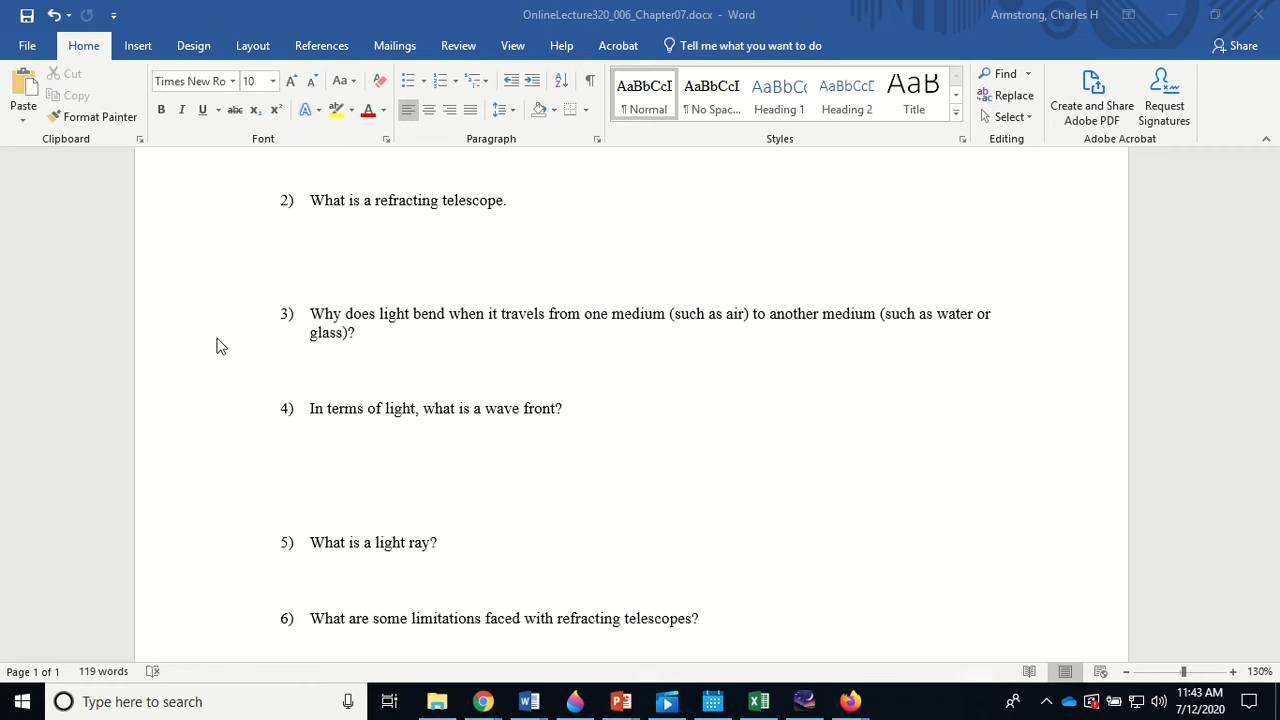 OnlineLecture320_006_Chapter07.docx - Word
Armstrong, Charles H
File Home Insert Design Layout References Mailings Review View Help Acrobat Tell me what you want to do Share
Paste
Cut
Copy
Format Painter
Clipboard
Times New Ro 10 Aa
B I U abc x₂ x² A A
Font
Paragraph
AaBbCcI AaBbCcI AaBbCc AaBbCcD AaB
¶ Normal ¶ No Spac... Heading 1 Heading 2 Title
Styles
Find
Replace
Select
Editing
Create and Share
Adobe PDF
Request
Signatures
Adobe Acrobat
2) What is a refracting telescope.
3) Why does light bend when it travels from one medium (such as air) to another medium (such as water or
glass)?
4) In terms of light, what is a wave front?
5) What is a light ray?
6) What are some limitations faced with refracting telescopes?
Page 1 of 1 119 words 130%
Type here to search
11:43 AM
7/12/2020